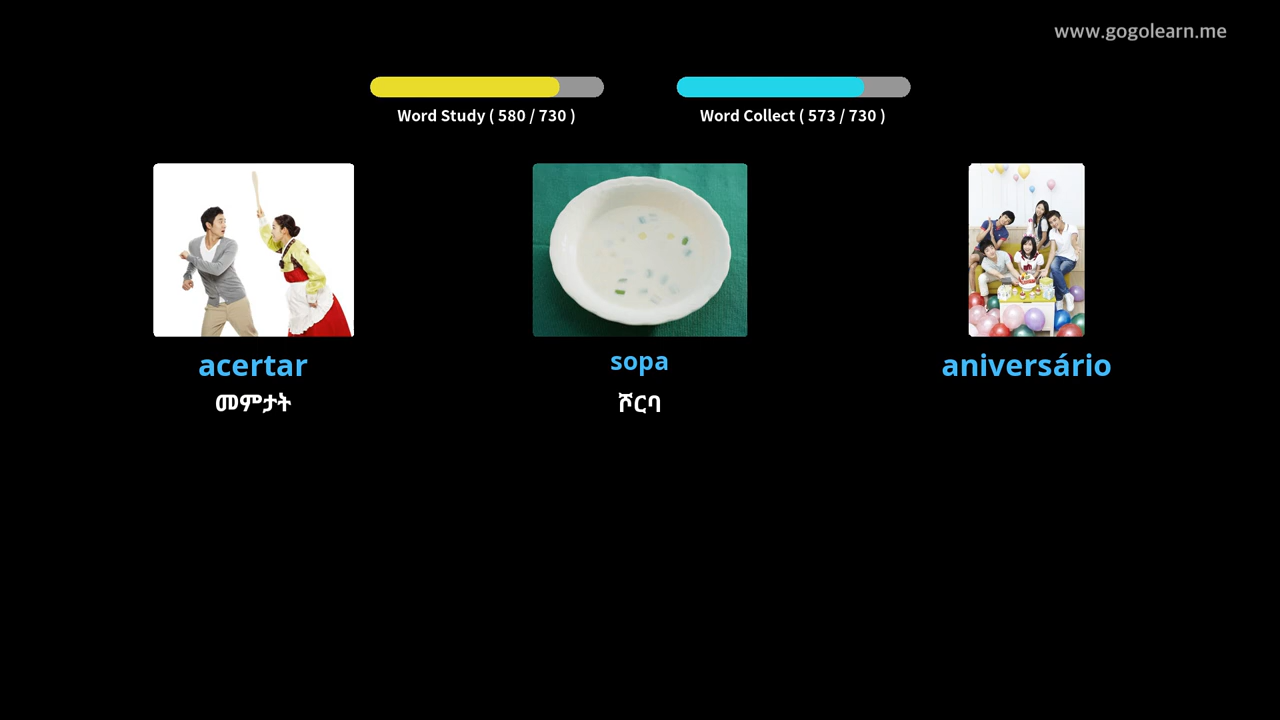 www.gogolearn.me
Word Study ( 580 / 730 )
Word Collect ( 573 / 730 )
acertar
sopa
aniversário
መምታት
ሾርባ